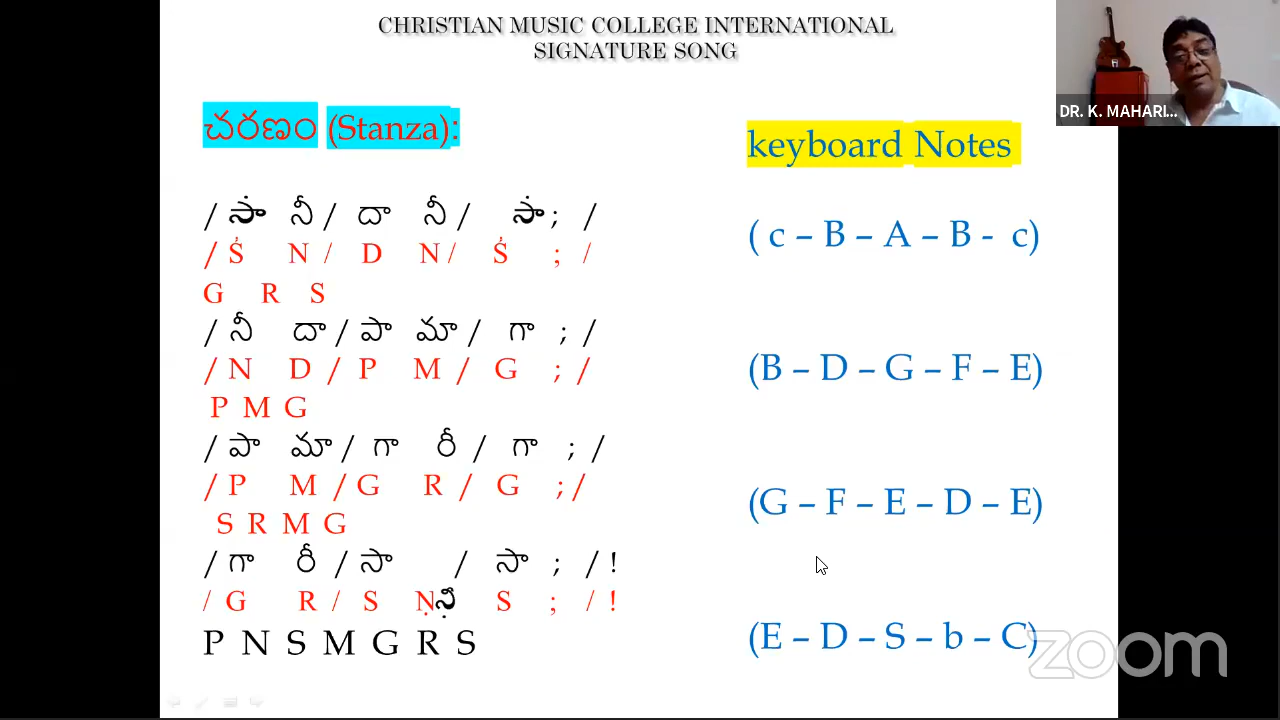 CHRISTIAN MUSIC COLLEGE INTERNATIONAL
SIGNATURE SONG
DR. K. MAHARI...
చరణం (Stanza):
/ సాం నీ / దా నీ / సాం ; /
/ Ṡ N / D N / Ṡ ; /
G R S
/ నీ దా / పా మా / గా ; /
/ N D / P M / G ; /
P M G
/ పా మా / గా రీ / గా ; /
/ P M / G R / G ; /
S R M G
/ గా రీ / సా / సా ; / !
/ G R / S Ṇ నీ S ; / !
P N S M G R S
keyboard Notes
( c – B – A – B - c)
(B – D – G – F – E)
(G – F – E – D – E)
(E – D – S – b – C)
zoom